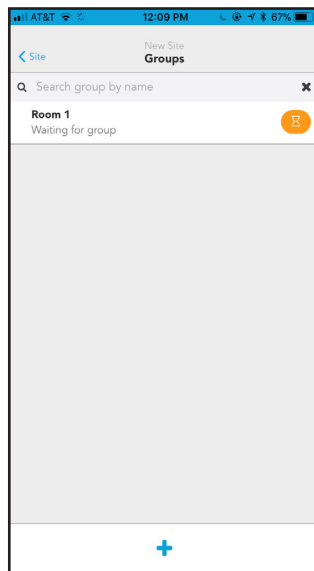 AT&T 12:09 PM 67%
New Site
Site Groups
Search group by name
Room 1
Waiting for group